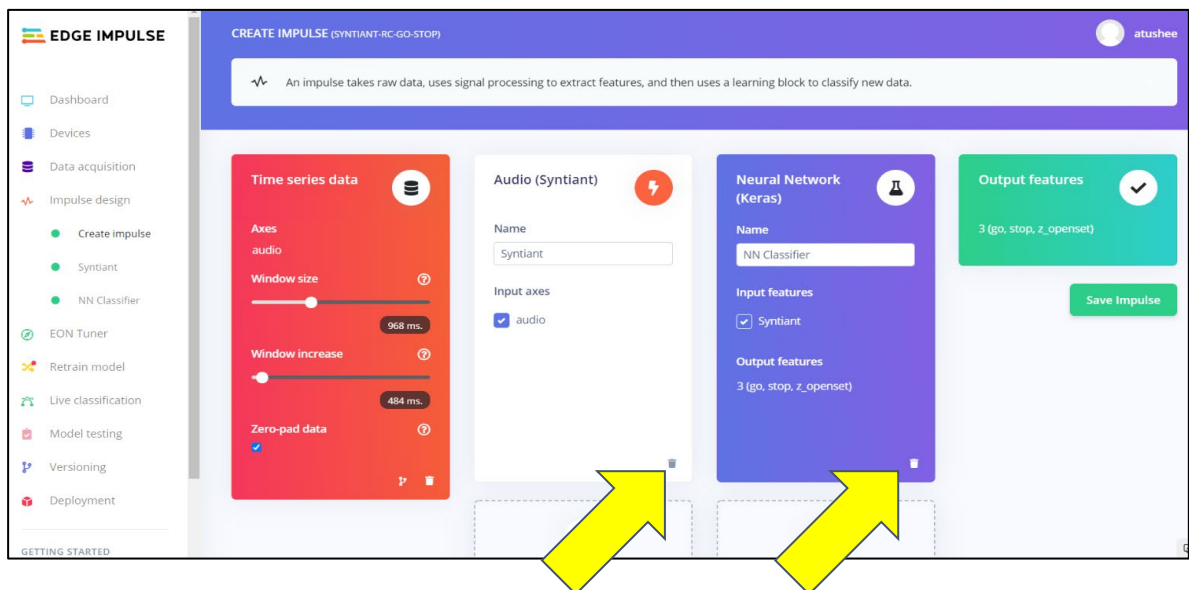 EDGE IMPULSE
CREATE IMPULSE (SYNTIANT-RC-GO-STOP)
atushee
An impulse takes raw data, uses signal processing to extract features, and then uses a learning block to classify new data.
Dashboard
Devices
Data acquisition
Impulse design
Create impulse
Syntiant
NN Classifier
EON Tuner
Retrain model
Live classification
Model testing
Versioning
Deployment
GETTING STARTED
Time series data
Axes
audio
Window size
968 ms.
Window increase
484 ms.
Zero-pad data
Audio (Syntiant)
Name
Syntiant
Input axes
audio
Neural Network
(Keras)
Name
NN Classifier
Input features
Syntiant
Output features
3 (go, stop, z_openset)
Output features
3 (go, stop, z_openset)
Save Impulse